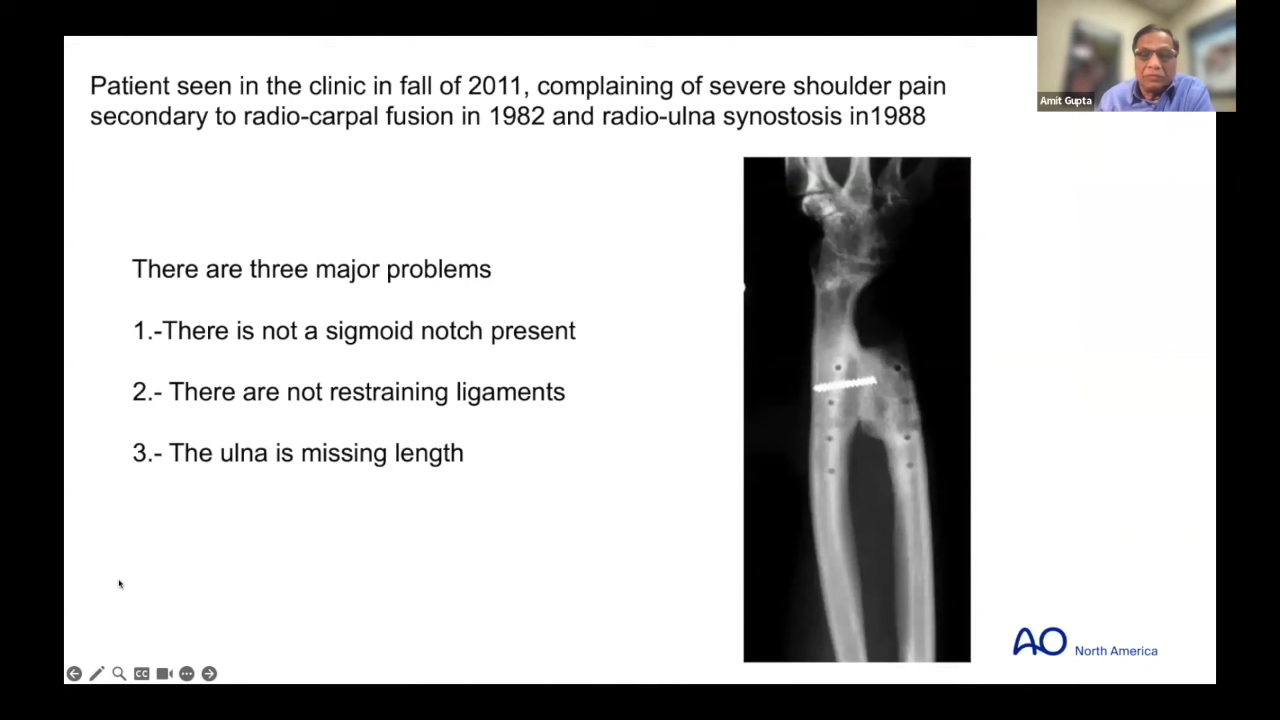 Patient seen in the clinic in fall of 2011, complaining of severe shoulder pain
secondary to radio-carpal fusion in 1982 and radio-ulna synostosis in1988
Amit Gupta
There are three major problems
1.-There is not a sigmoid notch present
2.- There are not restraining ligaments
3.- The ulna is missing length
AO North America
CC